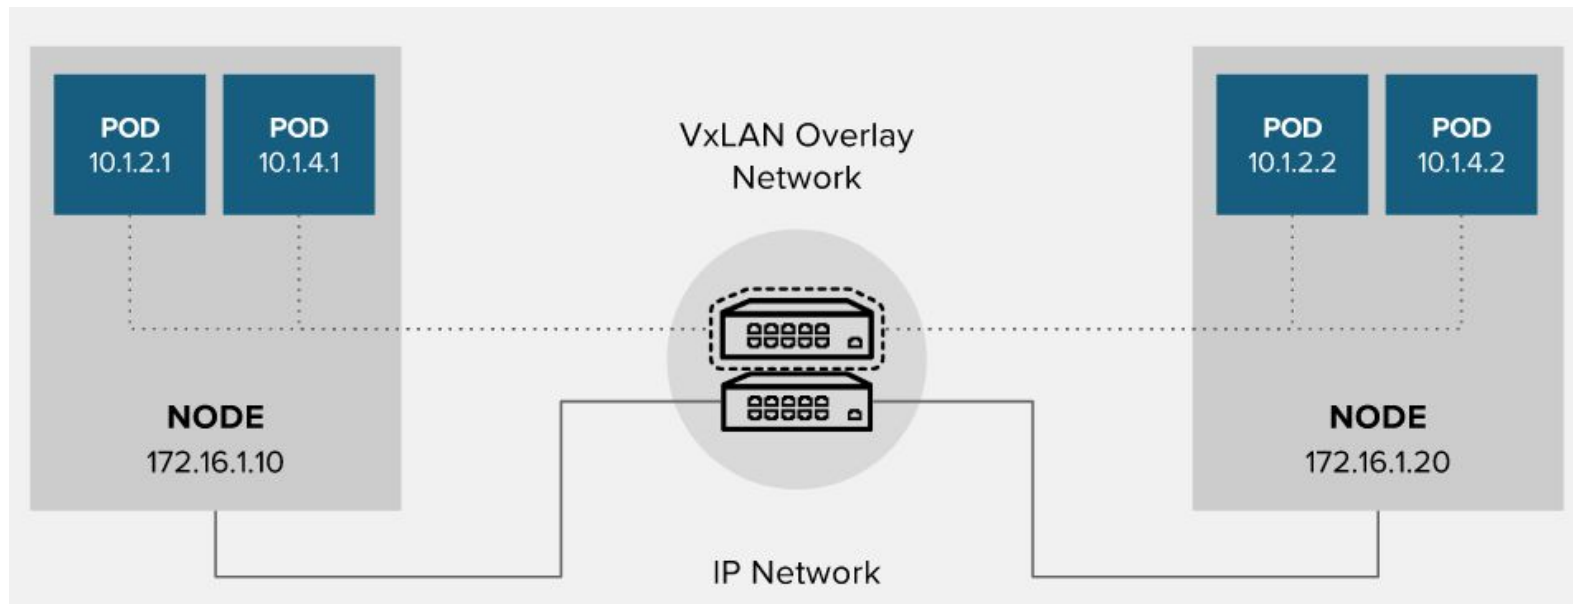 POD
10.1.2.1
POD
10.1.4.1
NODE
172.16.1.10
VxLAN Overlay
Network
IP Network
POD
10.1.2.2
POD
10.1.4.2
NODE
172.16.1.20